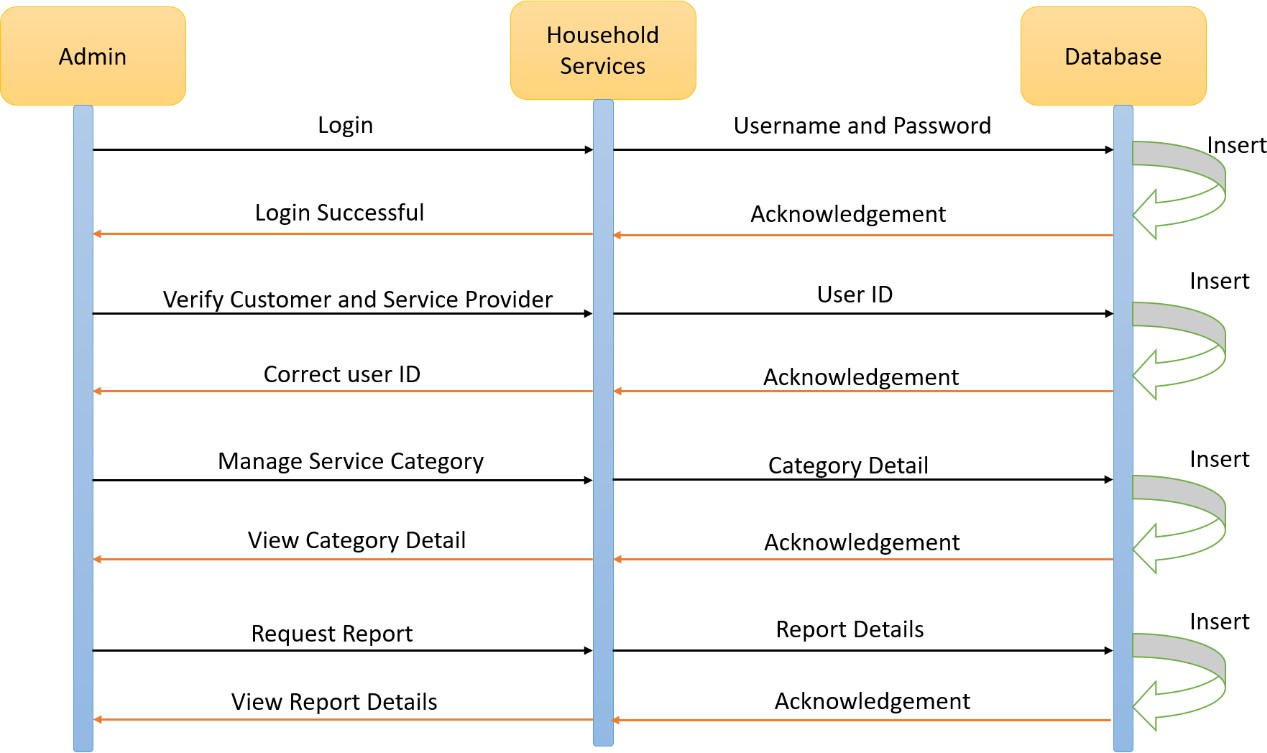 Admin
Household
Services
Database
Login
Username and Password
Insert
Login Successful
Acknowledgement
Verify Customer and Service Provider
User ID
Insert
Correct user ID
Acknowledgement
Manage Service Category
Category Detail
Insert
View Category Detail
Acknowledgement
Request Report
Report Details
Insert
View Report Details
Acknowledgement